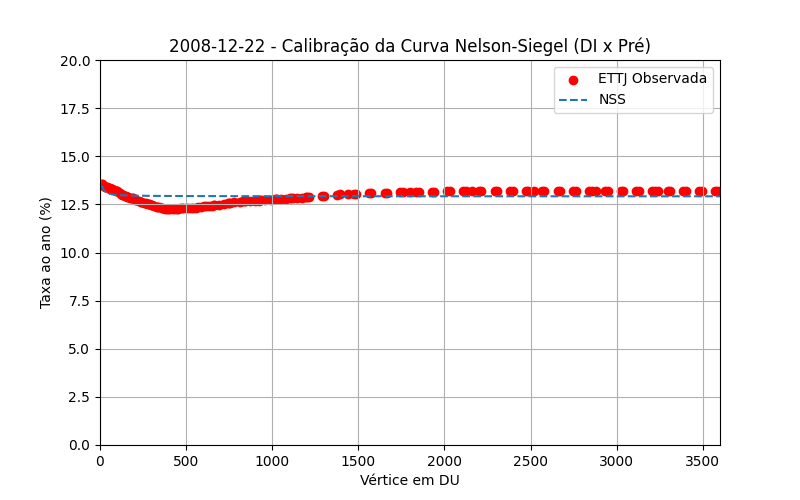 2008-12-22 - Calibração da Curva Nelson-Siegel (DI x Pré)
20.0
17.5
15.0
12.5
10.0
7.5
5.0
2.5
0.0
Taxa ao ano (%)
ETTJ Observada
NSS
0 500 1000 1500 2000 2500 3000 3500
Vértice em DU